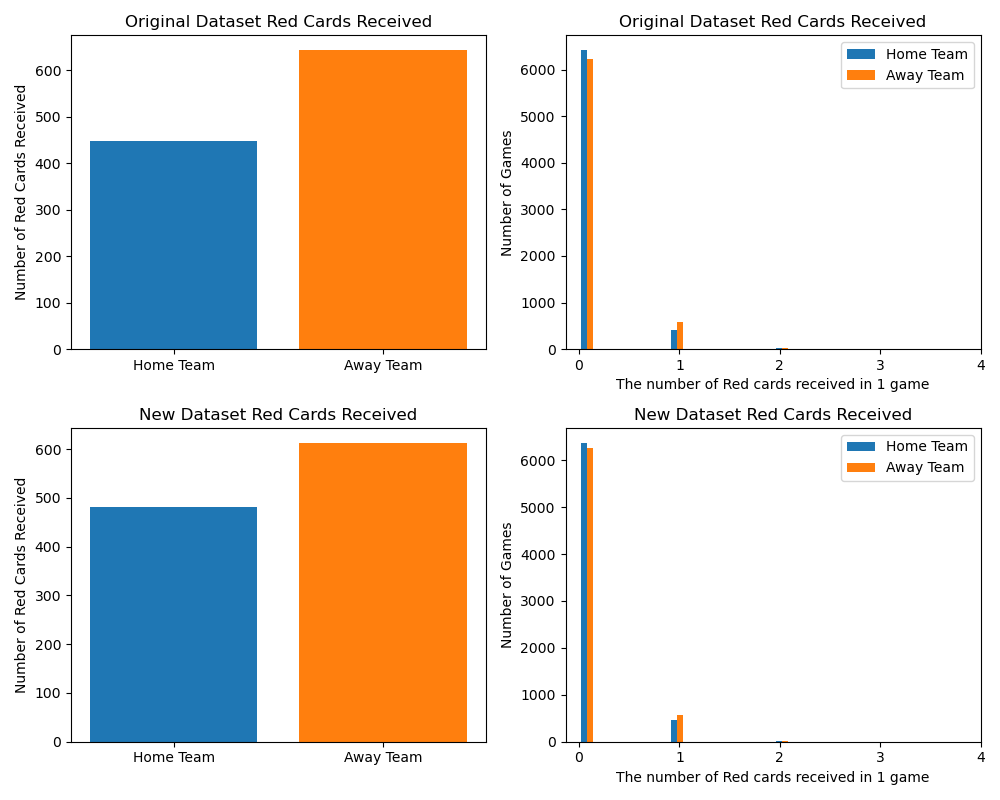 Original Dataset Red Cards Received
Number of Red Cards Received
600
500
400
300
200
100
0
Home Team
Away Team
Original Dataset Red Cards Received
Home Team
Away Team
Number of Games
6000
5000
4000
3000
2000
1000
0
0
1
2
3
4
The number of Red cards received in 1 game
New Dataset Red Cards Received
Number of Red Cards Received
600
500
400
300
200
100
0
Home Team
Away Team
New Dataset Red Cards Received
Home Team
Away Team
Number of Games
6000
5000
4000
3000
2000
1000
0
0
1
2
3
4
The number of Red cards received in 1 game